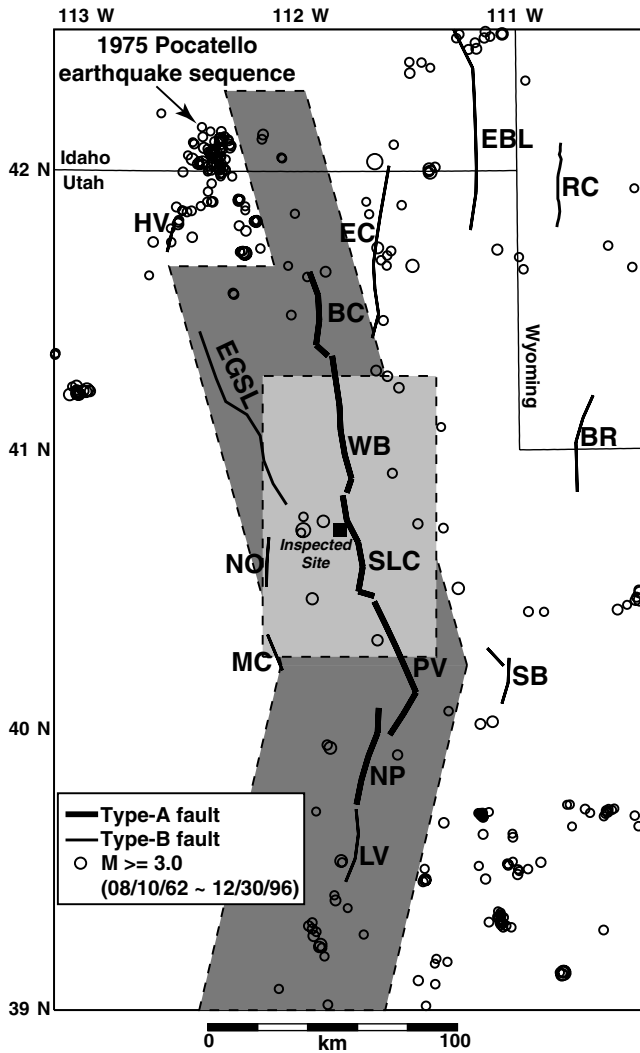 113 W
112 W
111 W
1975 Pocatello
earthquake sequence
42 N
Idaho
Utah
EBL
RC
HV
EC
BC
EGSL
Wyoming
41 N
WB
BR
Inspected
Site
NO
SLC
MC
PV
SB
40 N
NP
Type-A fault
Type-B fault
M >= 3.0
(08/10/62 ~ 12/30/96)
LV
39 N
0
100
km